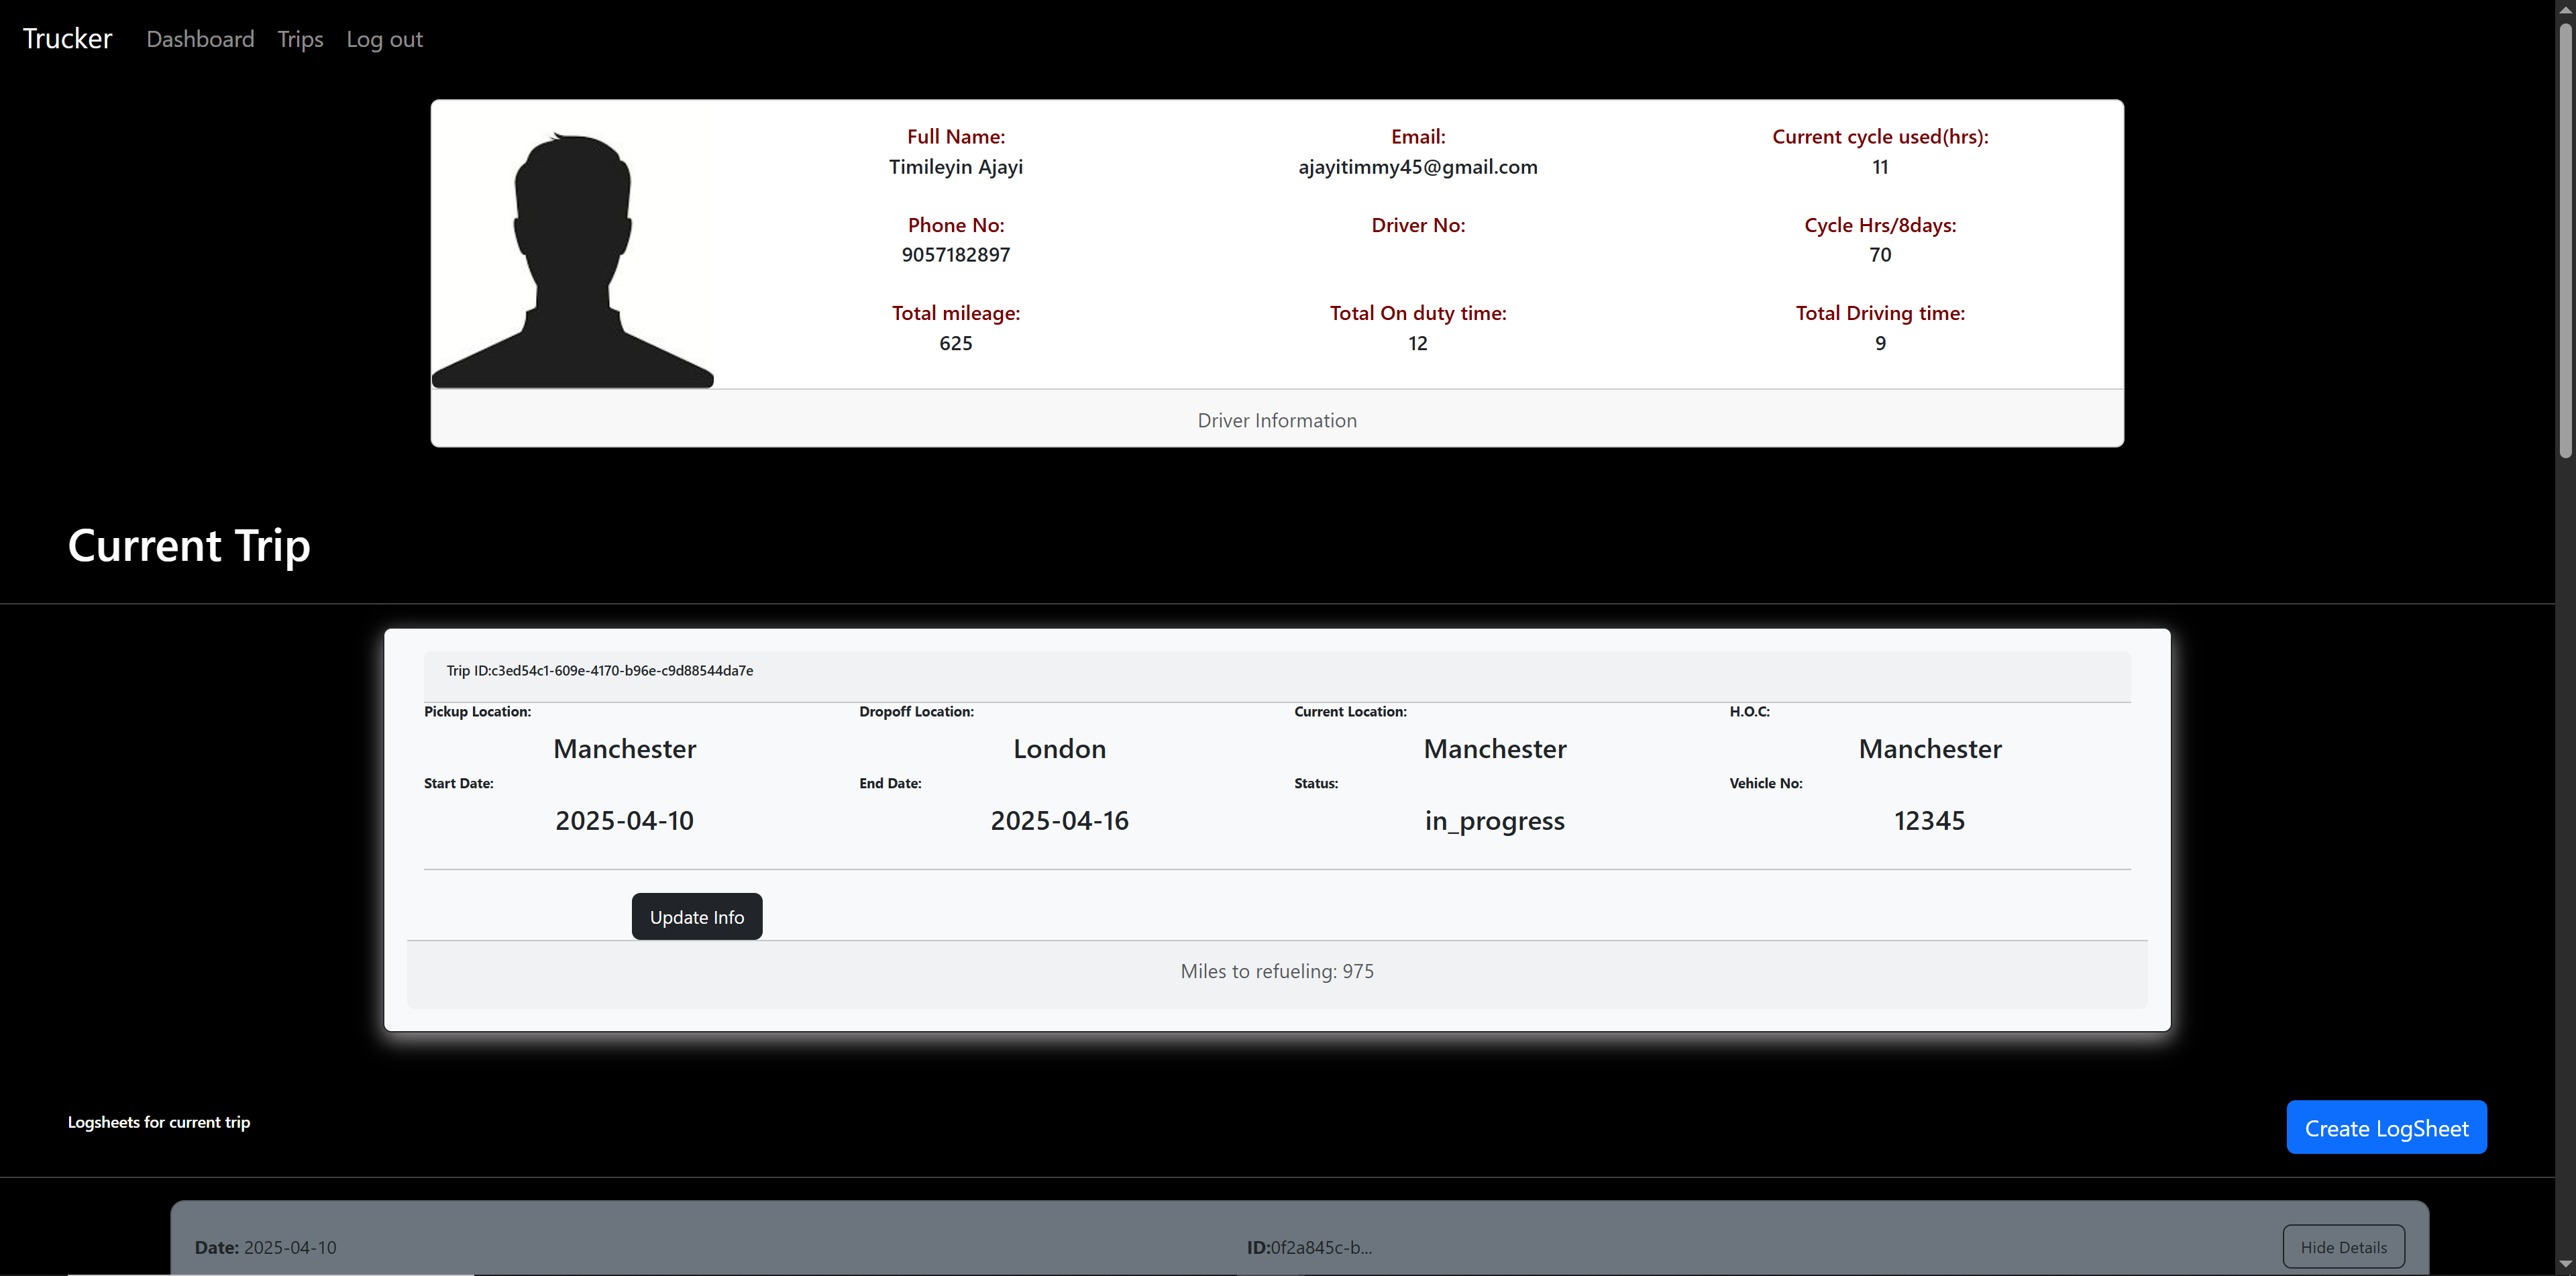 Trucker Dashboard Trips Log out
Full Name: Email: Current cycle used(hrs):
Timileyin Ajayi ajayitimmy45@gmail.com 11
Phone No: Driver No: Cycle Hrs/8days:
9057182897 70
Total mileage: Total On duty time: Total Driving time:
625 12 9
Driver Information
Current Trip
Trip ID:c3ed54c1-609e-4170-b96e-c9d88544da7e
Pickup Location: Dropoff Location: Current Location: H.O.C:
Manchester London Manchester Manchester
Start Date: End Date: Status: Vehicle No:
2025-04-10 2025-04-16 in_progress 12345
Update Info
Miles to refueling: 975
Logsheets for current trip Create LogSheet
Date: 2025-04-10 ID:0f2a845c-b... Hide Details